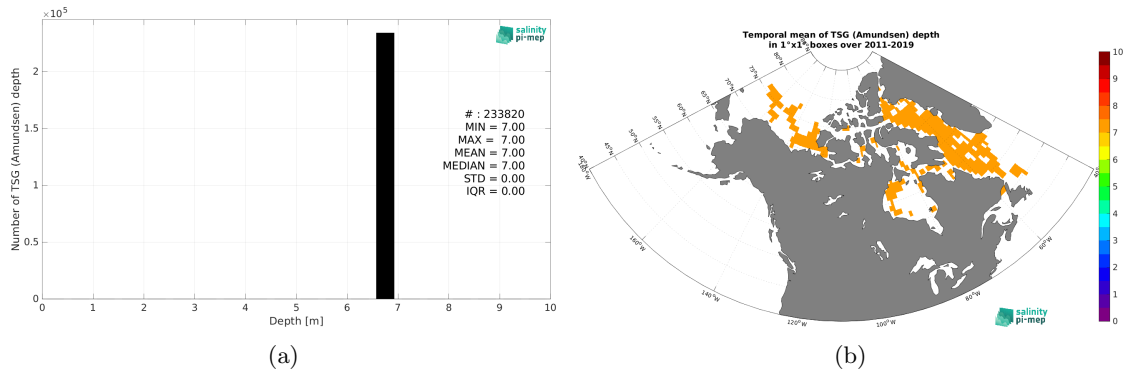 ×10⁵
salinity
pi-mep
Number of TSG (Amundsen) depth
2
1.5
1
0.5
0
# : 233820
MIN = 7.00
MAX = 7.00
MEAN = 7.00
MEDIAN = 7.00
STD = 0.00
IQR = 0.00
0 1 2 3 4 5 6 7 8 9 10
Depth [m]
(a)
Temporal mean of TSG (Amundsen) depth
in 1°x1° boxes over 2011-2019
80°N
75°N
70°N
65°N
60°N
55°N
50°N
45°N
160°W
140°W
120°W
100°W
80°W
60°W
10
9
8
7
6
5
4
3
2
1
0
salinity
pi-mep
(b)